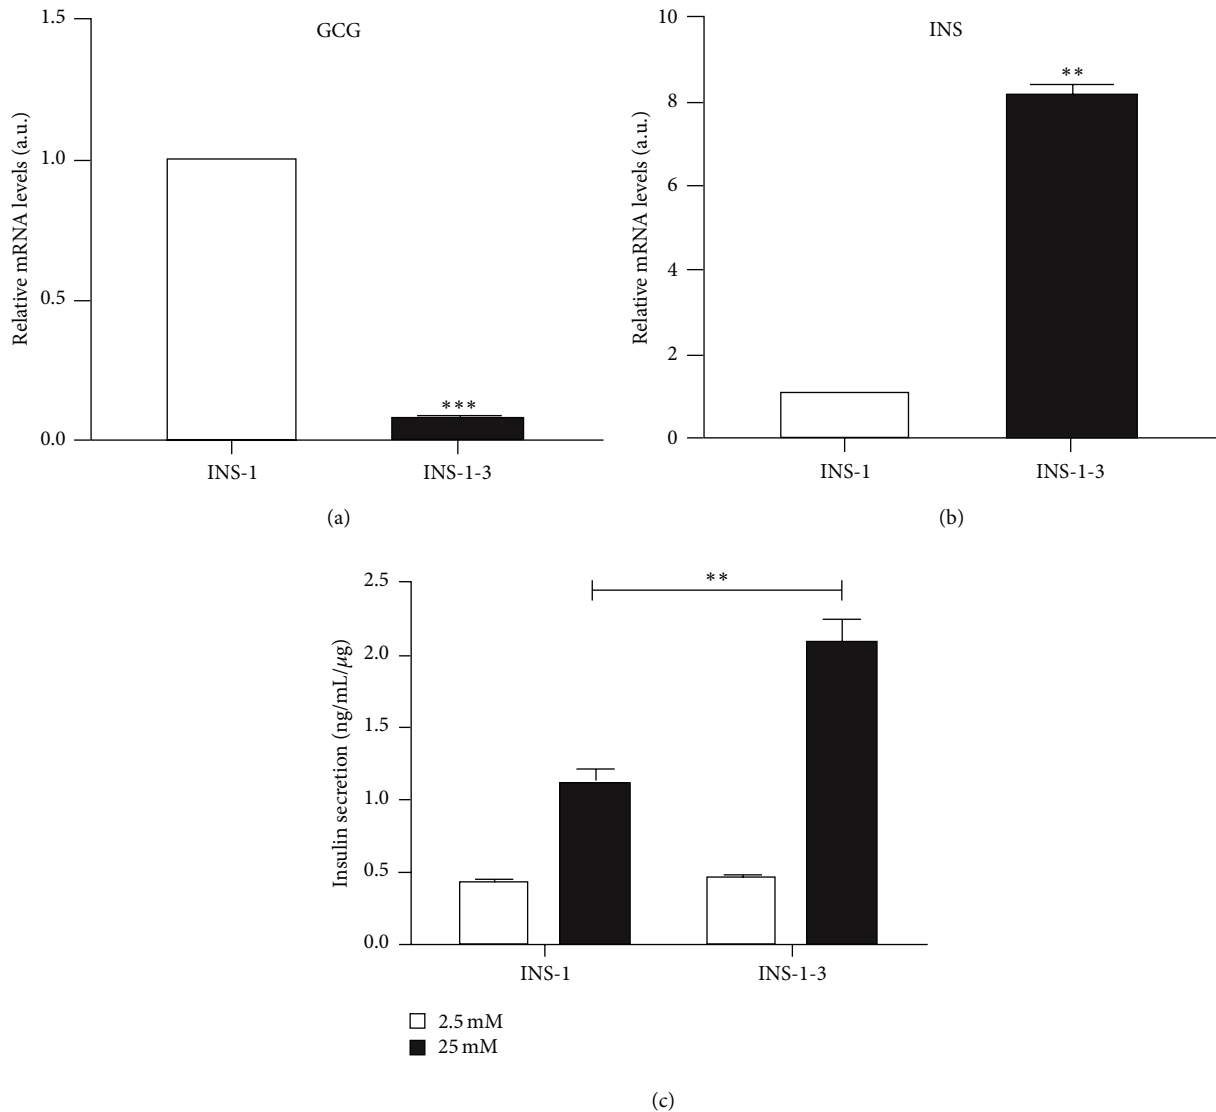 GCG
Relative mRNA levels (a.u.)
1.5
1.0
0.5
0.0
***
INS-1
INS-1-3
(a)
INS
Relative mRNA levels (a.u.)
10
8
6
4
2
0
**
INS-1
INS-1-3
(b)
Insulin secretion (ng/mL/μg)
2.5
2.0
1.5
1.0
0.5
0.0
**
INS-1
INS-1-3
2.5 mM
25 mM
(c)